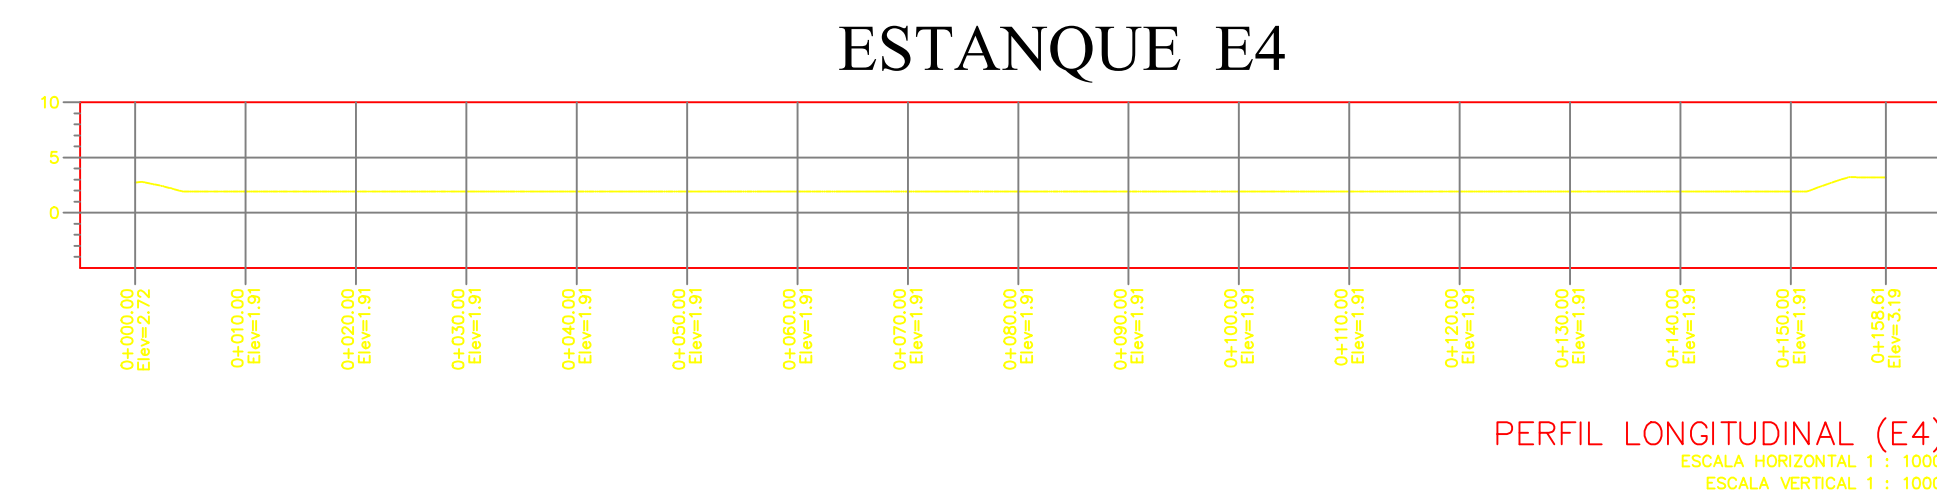 ESTANQUE E4
10
5
0
0+000.00
Elev=2.72
0+010.00
Elev=1.91
0+020.00
Elev=1.91
0+030.00
Elev=1.91
0+040.00
Elev=1.91
0+050.00
Elev=1.91
0+060.00
Elev=1.91
0+070.00
Elev=1.91
0+080.00
Elev=1.91
0+090.00
Elev=1.91
0+100.00
Elev=1.91
0+110.00
Elev=1.91
0+120.00
Elev=1.91
0+130.00
Elev=1.91
0+140.00
Elev=1.91
0+150.00
Elev=1.91
0+158.61
Elev=3.19
PERFIL LONGITUDINAL (E4)
ESCALA HORIZONTAL 1 : 1000
ESCALA VERTICAL 1 : 1000